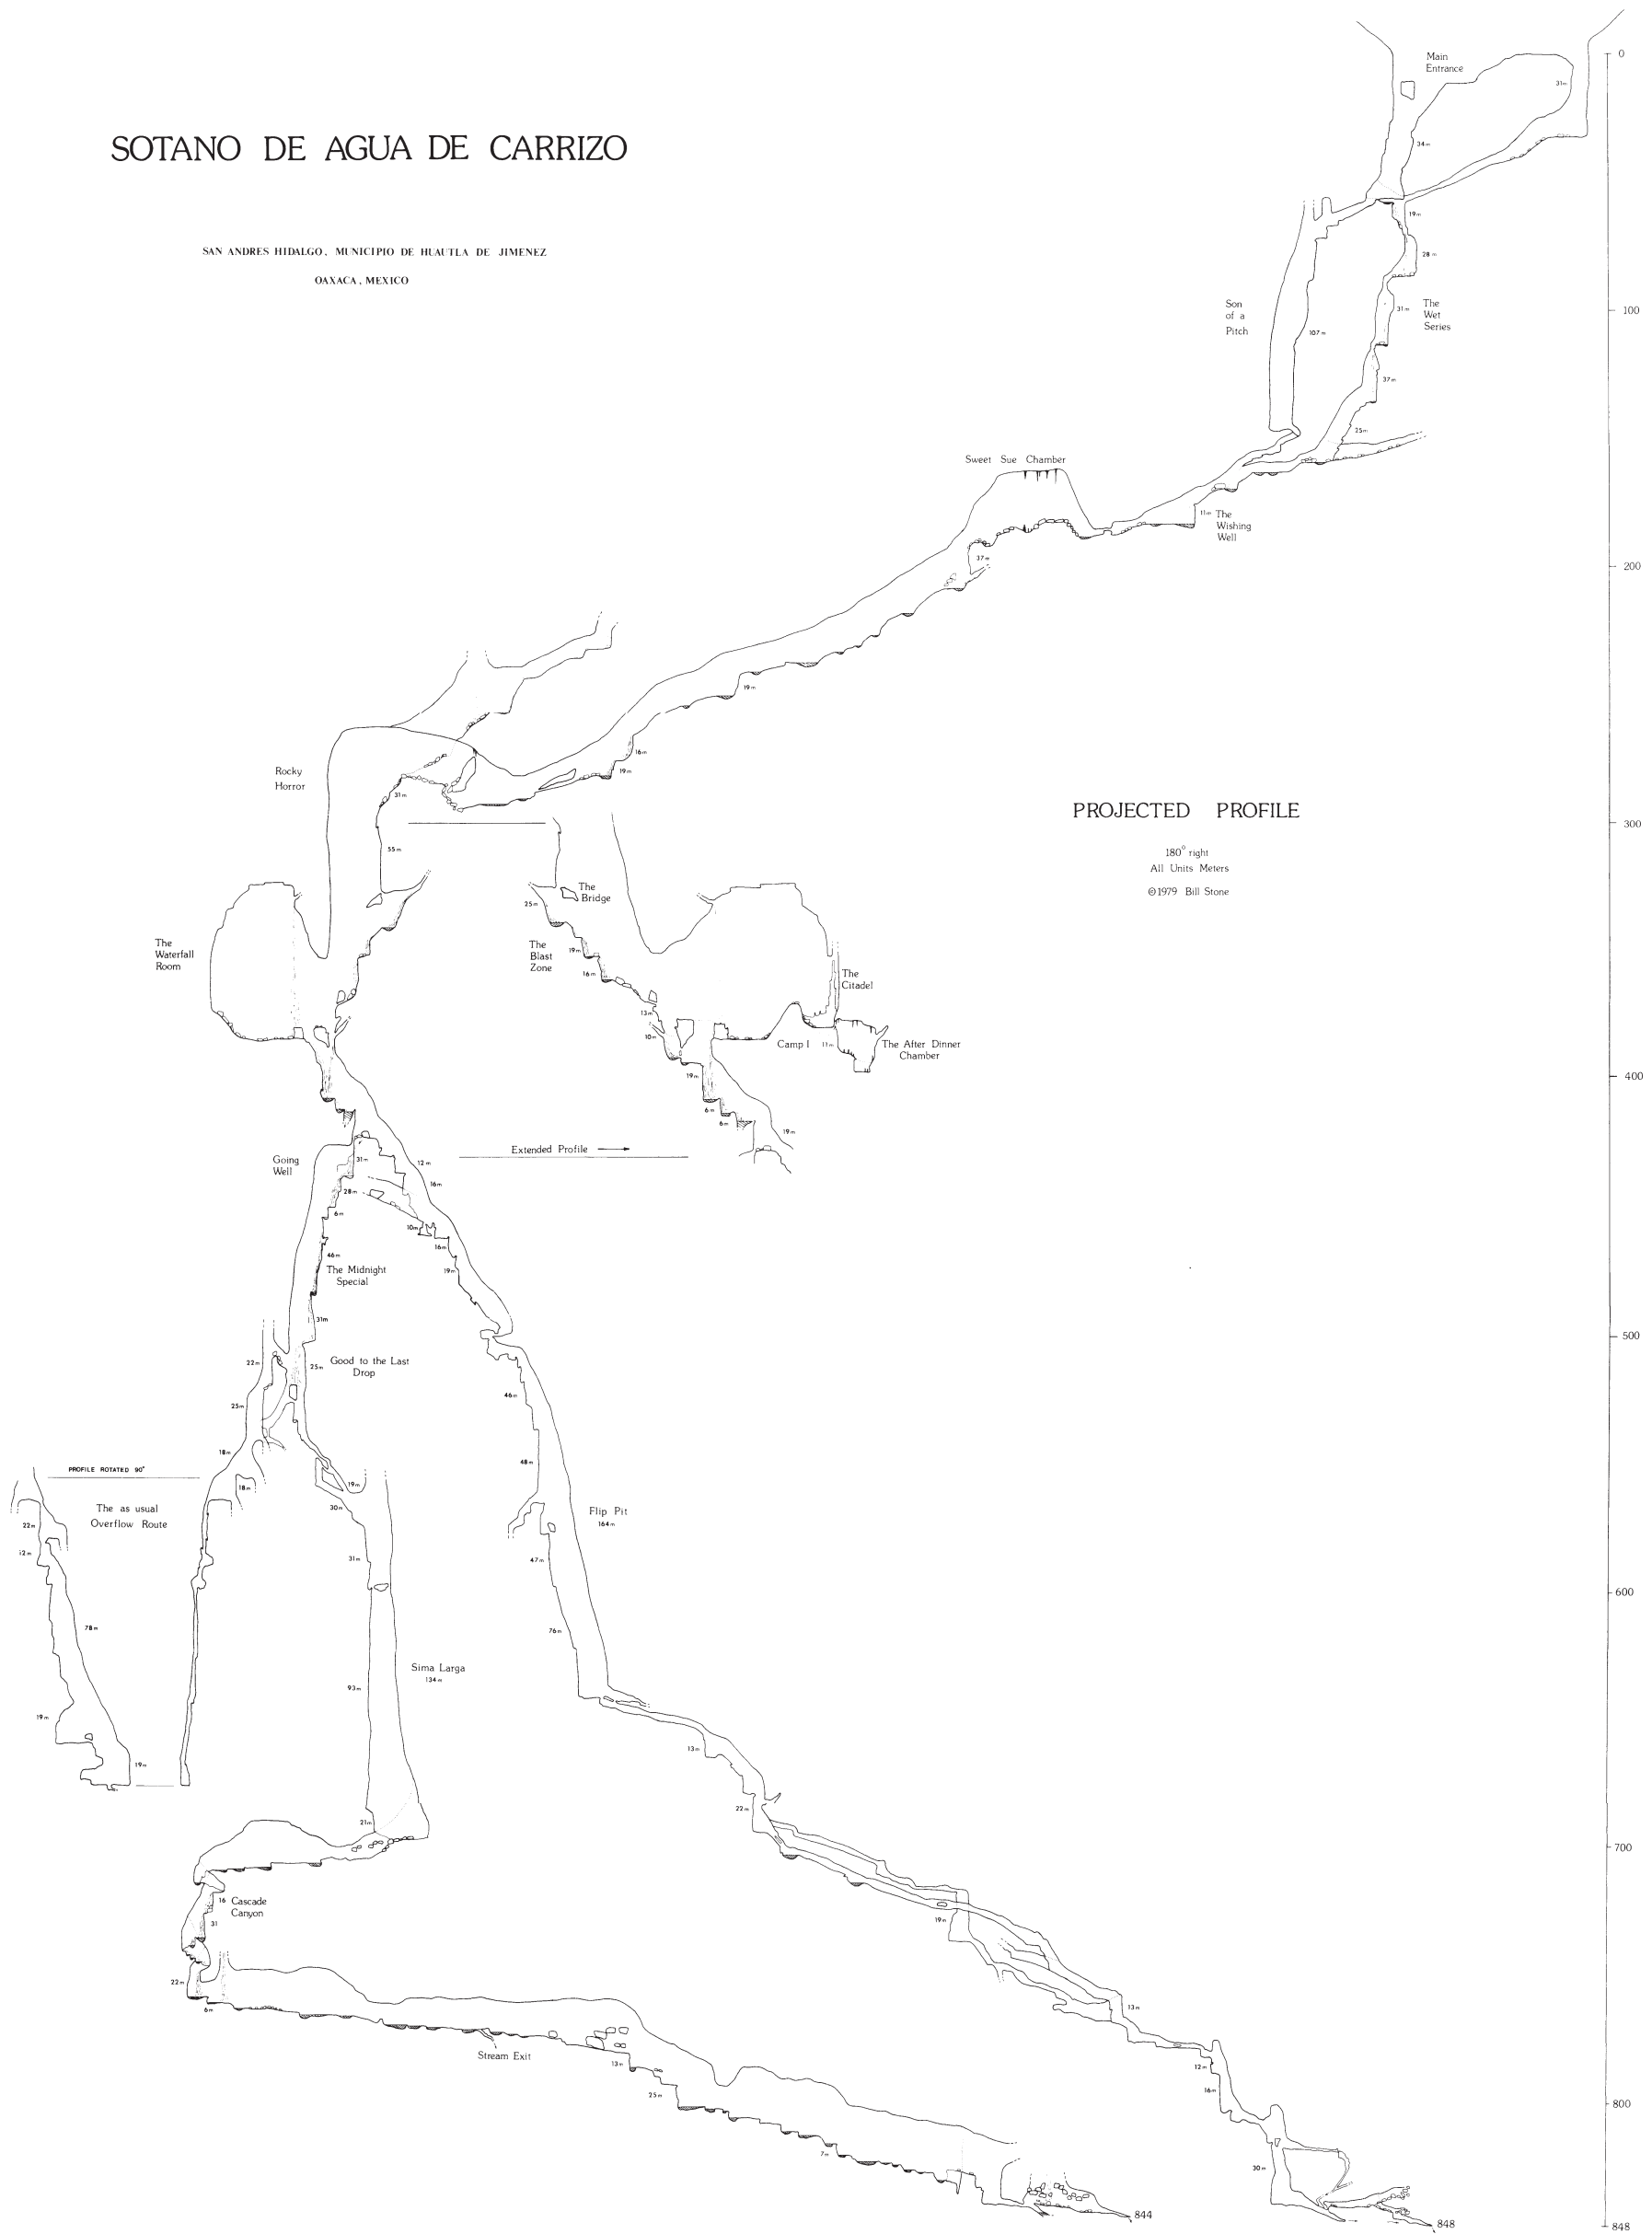 SOTANO DE AGUA DE CARRIZO
SAN ANDRES HIDALGO, MUNICIPIO DE HUAUTLA DE JIMENEZ
OAXACA, MEXICO
Main
Entrance
0
31m
34m
19m
28m
Son
of a
Pitch
107m
31m
The
Wet
Series
100
37m
25m
Sweet Sue Chamber
11m
The
Wishing
Well
37m
200
19m
16m
19m
Rocky
Horror
31m
55m
PROJECTED PROFILE
180° right
All Units Meters
©1979 Bill Stone
300
The
Bridge
25m
The
Waterfall
Room
The
Blast
Zone
19m
16m
The
Citadel
13m
10m
Camp I
11m
The After Dinner
Chamber
19m
6m
6m
19m
400
Extended Profile
Going
Well
31m
12m
28m
16m
6m
10m
46m
16m
The Midnight
Special
19m
31m
500
22m
25m
Good to the Last
Drop
25m
46m
18m
48m
PROFILE ROTATED 90°
18m
19m
30m
The as usual
Overflow Route
22m
12m
31m
Flip Pit
164m
47m
600
78m
76m
Sima Larga
134m
93m
19m
19m
13m
22m
21m
700
16
Cascade
Canyon
31
19m
22m
6m
13m
Stream Exit
13m
12m
25m
16m
800
7m
30m
844
848
848